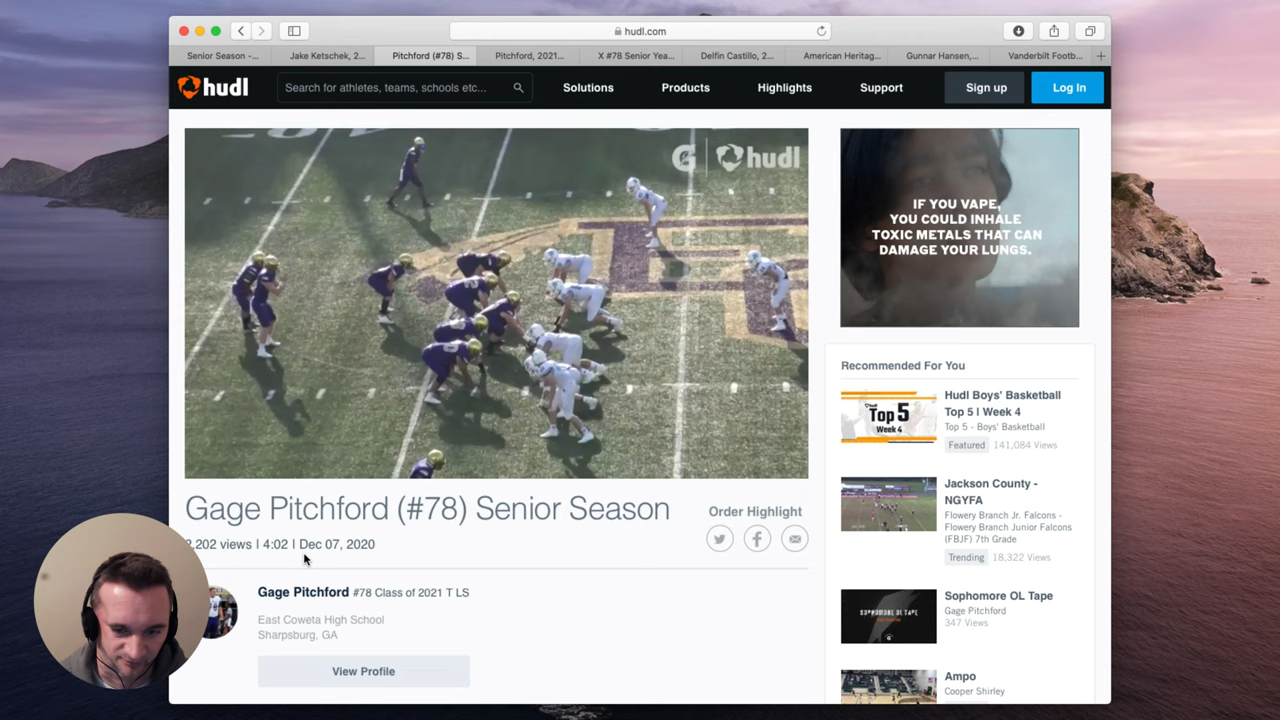 hudl.com
Senior Season -...
Jake Ketschek, 2...
Pitchford (#78) S...
Pitchford, 2021...
X #78 Senior Yea...
Delfin Castillo, 2...
American Heritag...
Gunnar Hansen,...
Vanderbilt Footb...
hudl
Search for athletes, teams, schools etc...
Solutions
Products
Highlights
Support
Sign up
Log In
G | hudl
IF YOU VAPE,
YOU COULD INHALE
TOXIC METALS THAT CAN
DAMAGE YOUR LUNGS.
Gage Pitchford (#78) Senior Season
,202 views | 4:02 | Dec 07, 2020
Order Highlight
Gage Pitchford #78 Class of 2021 T LS
East Coweta High School
Sharpsburg, GA
View Profile
Recommended For You
Top 5
Week 4
Hudl Boys' Basketball
Top 5 | Week 4
Top 5 - Boys' Basketball
Featured 141,084 Views
Jackson County -
NGYFA
Flowery Branch Jr. Falcons -
Flowery Branch Junior Falcons
(FBJF) 7th Grade
Trending 18,322 Views
SOPHOMORE OL TAPE
Sophomore OL Tape
Gage Pitchford
347 Views
Ampo
Cooper Shirley